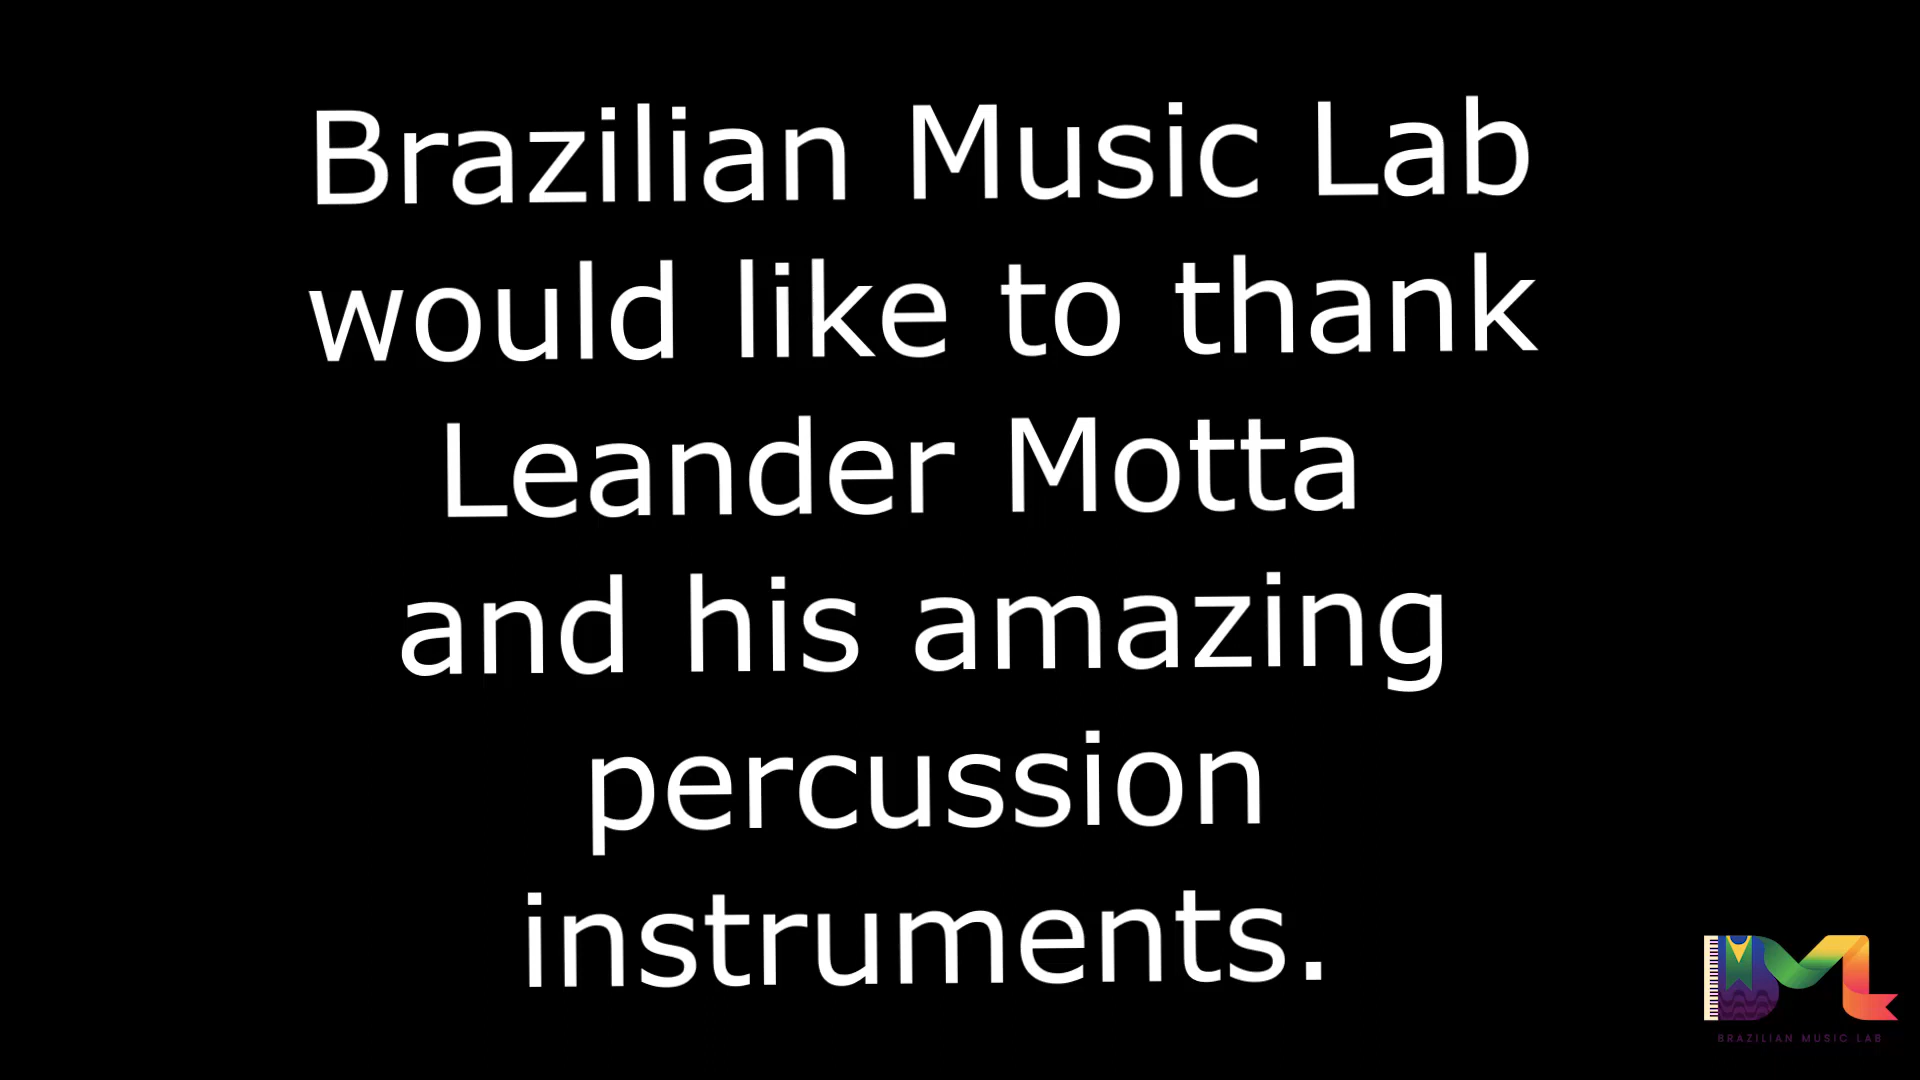 Brazilian Music Lab
would like to thank
Leander Motta
and his amazing
percussion
instruments.
BRAZILIAN MUSIC LAB